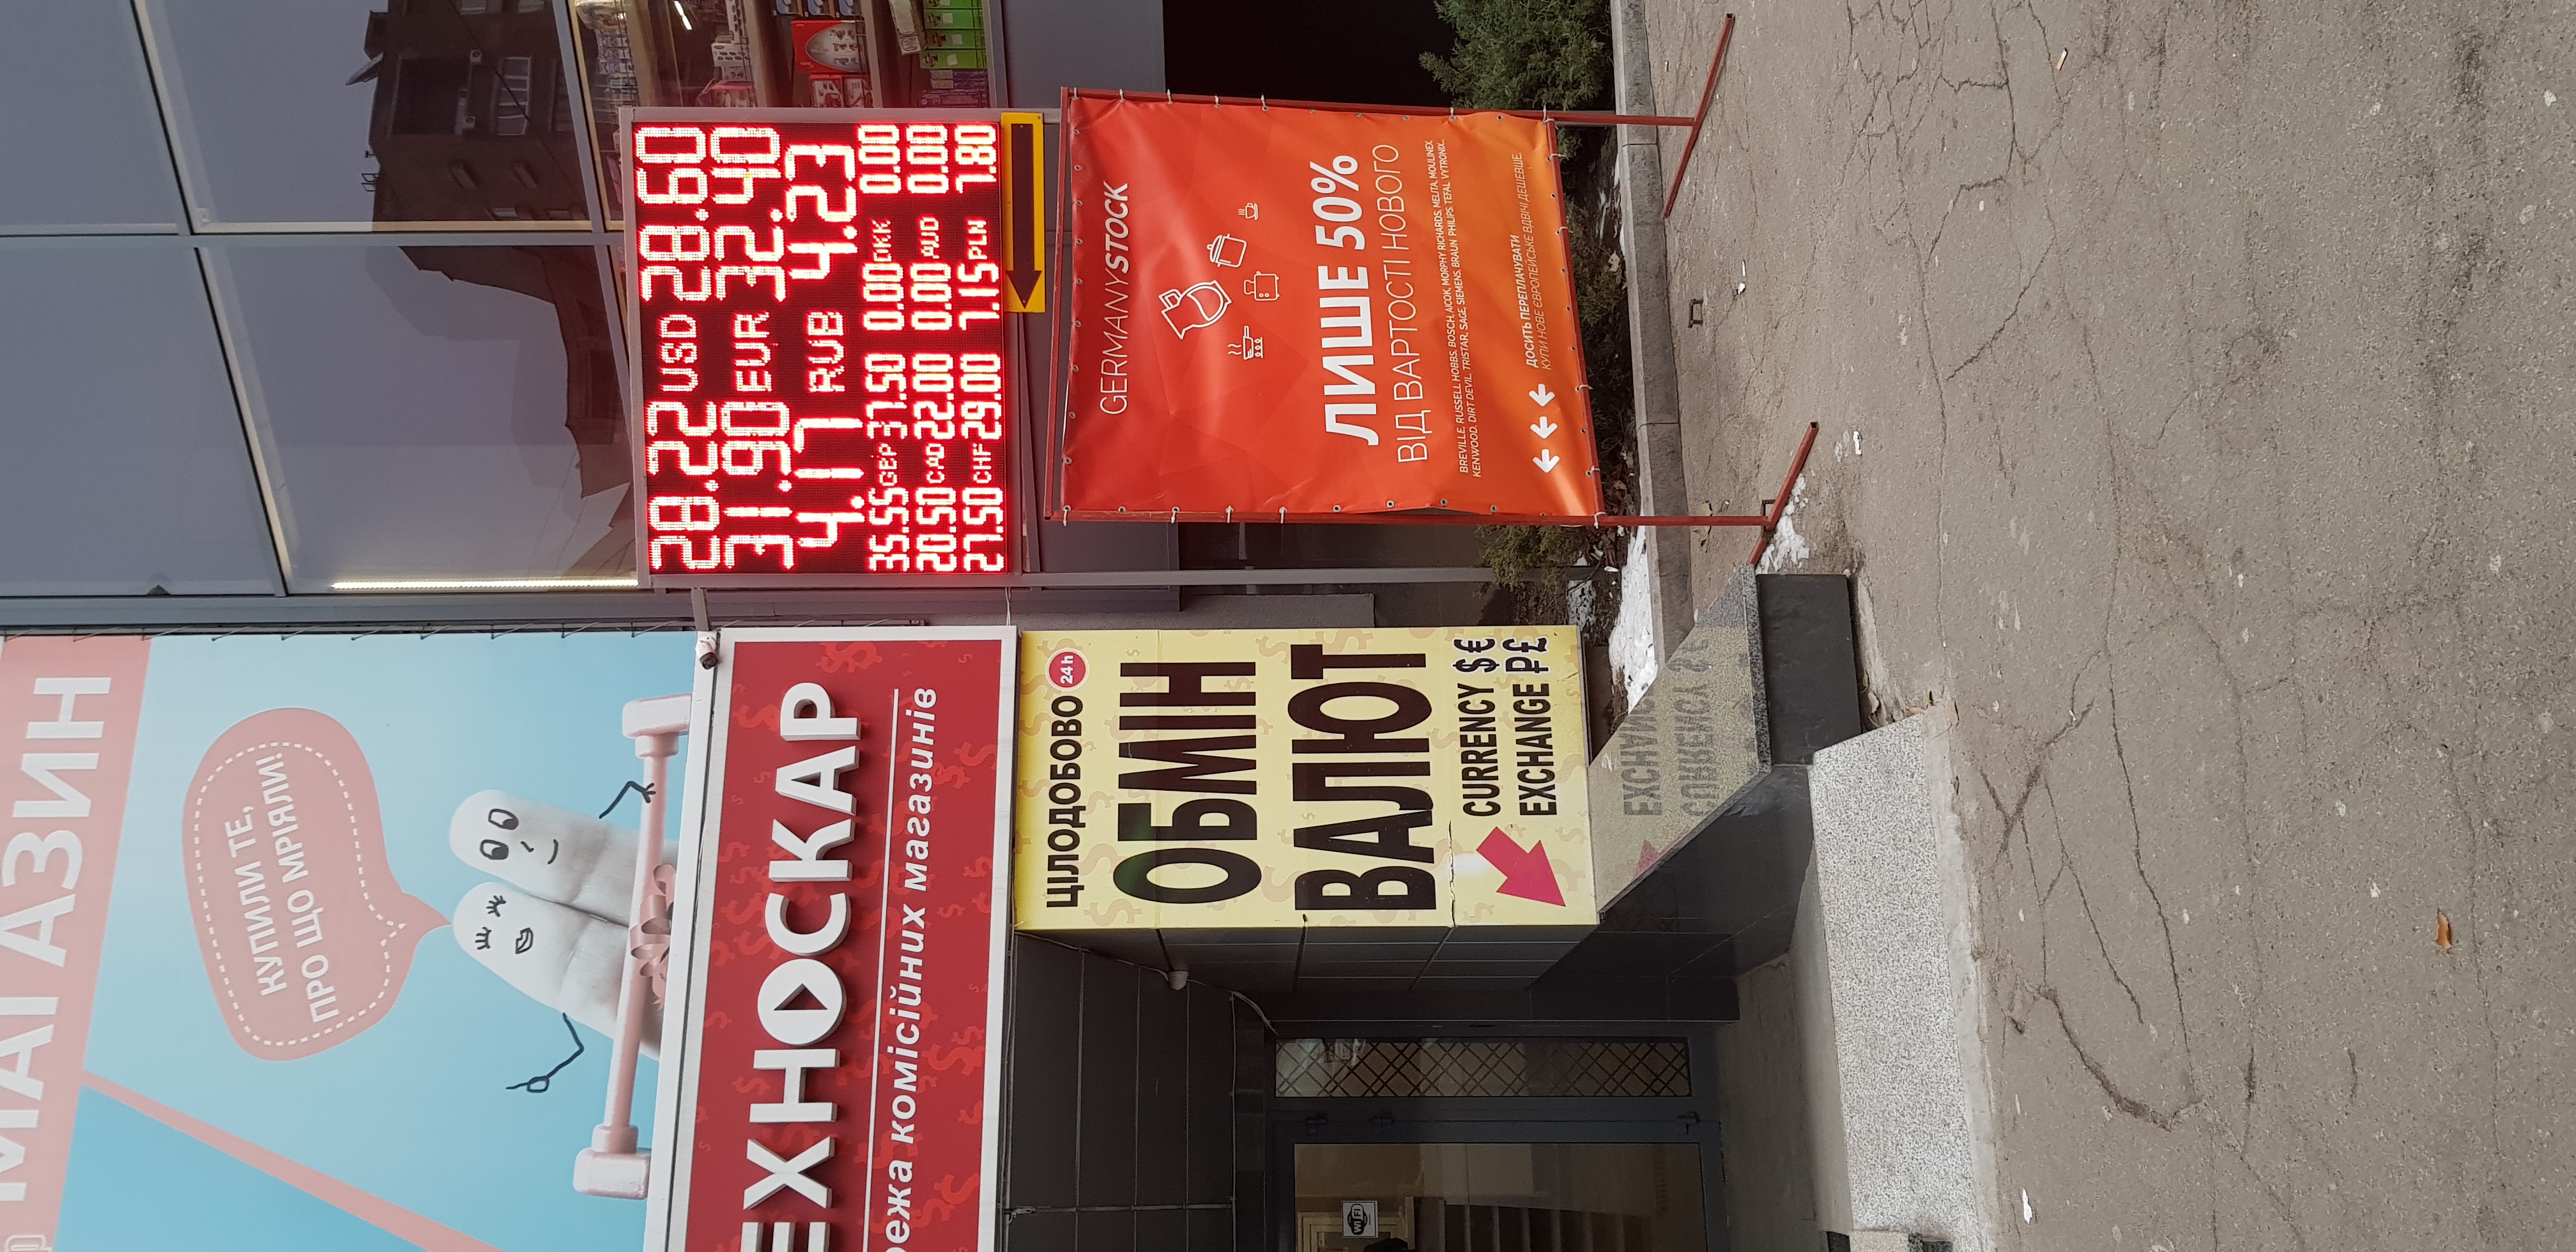 МАГАЗИН
КУПИЛИ ТЕ,
ПРО ЩО МРІЯЛИ!
ЕХНОСКАР
режа комісійних магазинів
28.22 USD 28.60
31.90 EUR 32.40
4.17 RUB 4.23
35.55 GBP 37.50 0.00 DKK 0.00
20.50 CAD 22.00 0.00 AUD 0.00
27.50 CHF 29.00 7.15 PLN 7.80
ЦІЛОДОБОВО 24h
ОБМІН
ВАЛЮТ
CURRENCY $ €
EXCHANGE ₽ £
GERMANYSTOCK
ЛИШЕ 50%
ВІД ВАРТОСТІ НОВОГО
BREVILLE, RUSSELL HOBBS, BOSCH, AICOK, MORPHY RICHARDS, MELITA, MOULINEX,
KENWOOD, DIRT DEVIL, TRISTAR, SAGE, SIEMENS, BRAUN, PHILIPS, TEFAL, VYTRONIX...
ДОСИТЬ ПЕРЕПЛАЧУВАТИ
КУПИ НОВЕ ЄВРОПЕЙСЬКЕ ВДВІЧІ ДЕШЕВШЕ
WiFi